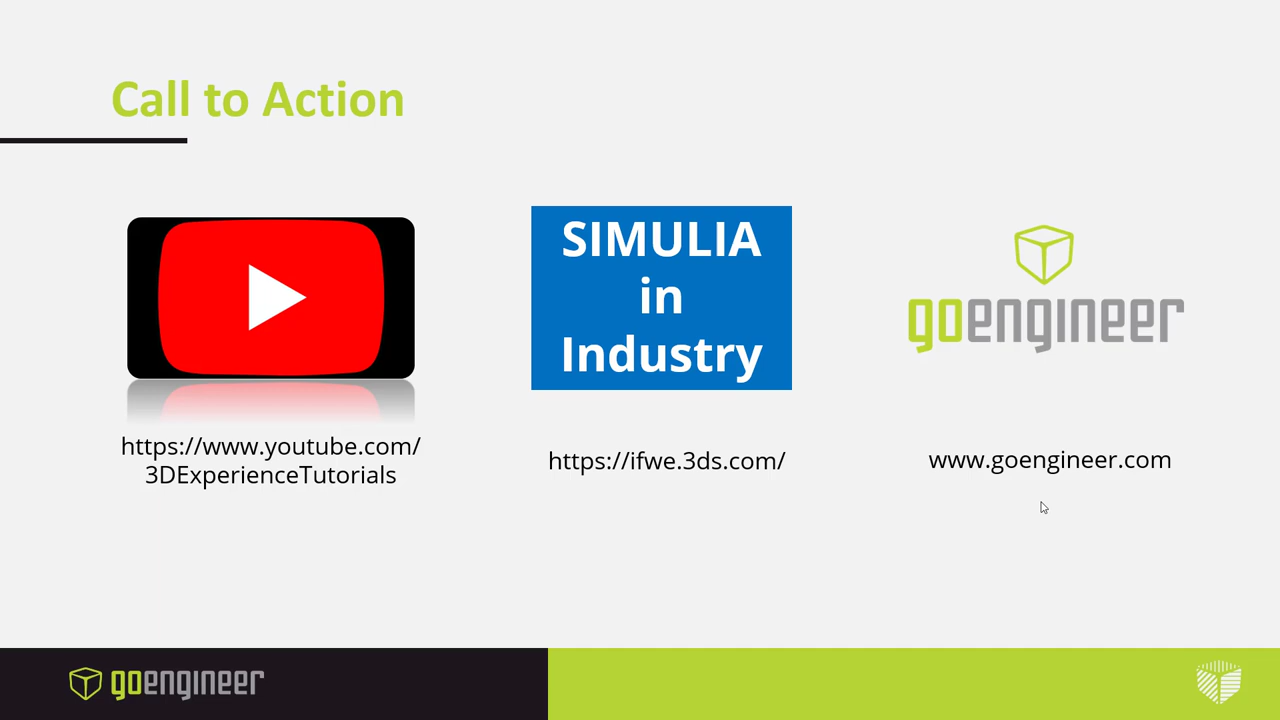 Call to Action
SIMULIA
in
Industry
goengineer
https://www.youtube.com/
3DExperienceTutorials
https://ifwe.3ds.com/
www.goengineer.com
goengineer